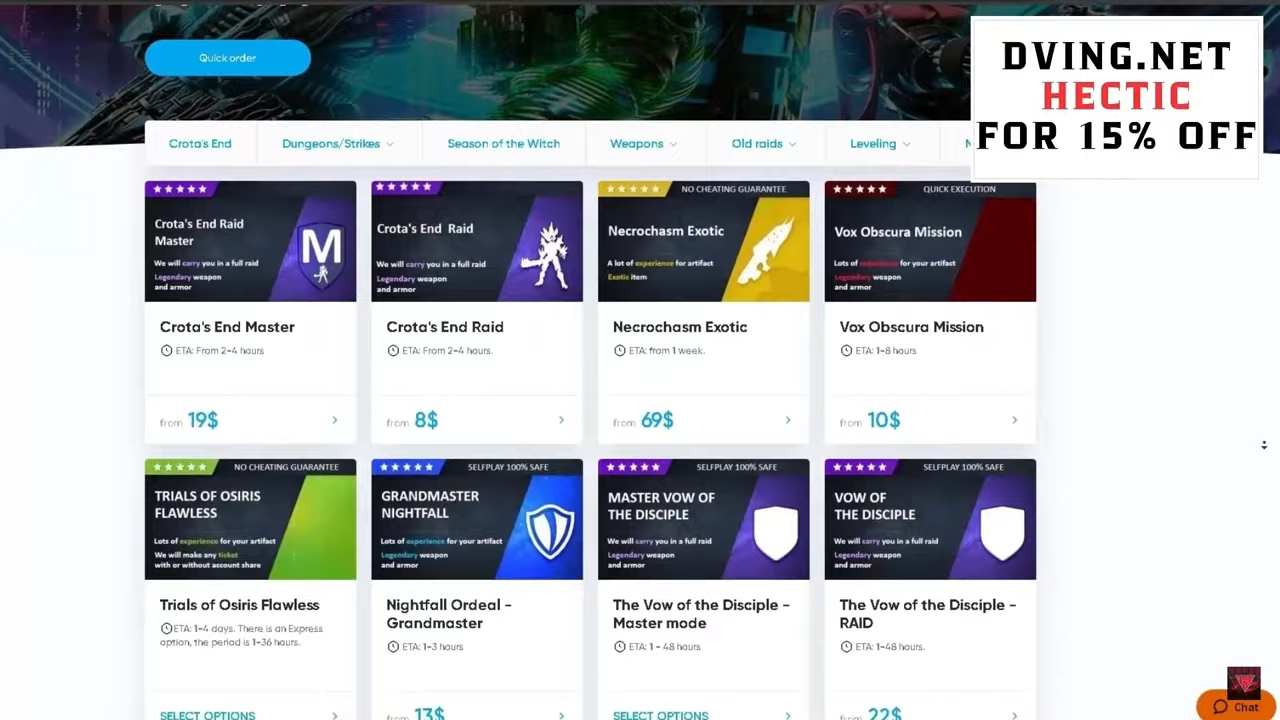 DVING.NET
HECTIC
FOR 15% OFF
Quick order
Crota's End
Dungeons/Strikes
Season of the Witch
Weapons
Old raids
Leveling
Crota's End Raid
Master
We will carry you in a full raid
Legendary weapon
and armor
Crota's End Master
ETA: From 2-4 hours
from 19$
Crota's End Raid
We will carry you in a full raid
Legendary weapon
and armor
Crota's End Raid
ETA: From 2-4 hours.
from 8$
NO CHEATING GUARANTEE
Necrochasm Exotic
A lot of experience for artifact
Exotic item
Necrochasm Exotic
ETA: from 1 week.
from 69$
QUICK EXECUTION
Vox Obscura Mission
Lots of experience for your artifact
Legendary weapon
and armor
Vox Obscura Mission
ETA: 1-8 hours
from 10$
NO CHEATING GUARANTEE
TRIALS OF OSIRIS
FLAWLESS
Lots of experience for your artifact
We will make any ticket
with or without account share
Trials of Osiris Flawless
ETA: 1-4 days. There is an Express
option, the period is 1-36 hours.
SELECT OPTIONS
SELFPLAY 100% SAFE
GRANDMASTER
NIGHTFALL
Lots of experience for your artifact
Legendary weapon
and armor
Nightfall Ordeal -
Grandmaster
ETA: 1-3 hours
from 13$
SELFPLAY 100% SAFE
MASTER VOW OF
THE DISCIPLE
We will carry you in a full raid
Legendary weapon
and armor
The Vow of the Disciple -
Master mode
ETA: 1 - 48 hours
SELECT OPTIONS
SELFPLAY 100% SAFE
VOW OF
THE DISCIPLE
We will carry you in a full raid
Legendary weapon
and armor
The Vow of the Disciple -
RAID
ETA: 1-48 hours.
from 22$
Chat